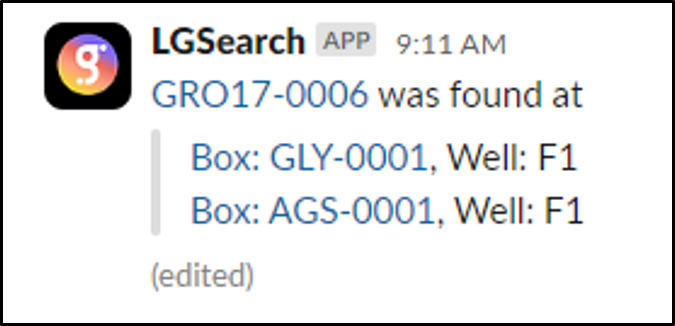 g
LGSearch APP 9:11 AM
GRO17-0006 was found at
Box: GLY-0001, Well: F1
Box: AGS-0001, Well: F1
(edited)